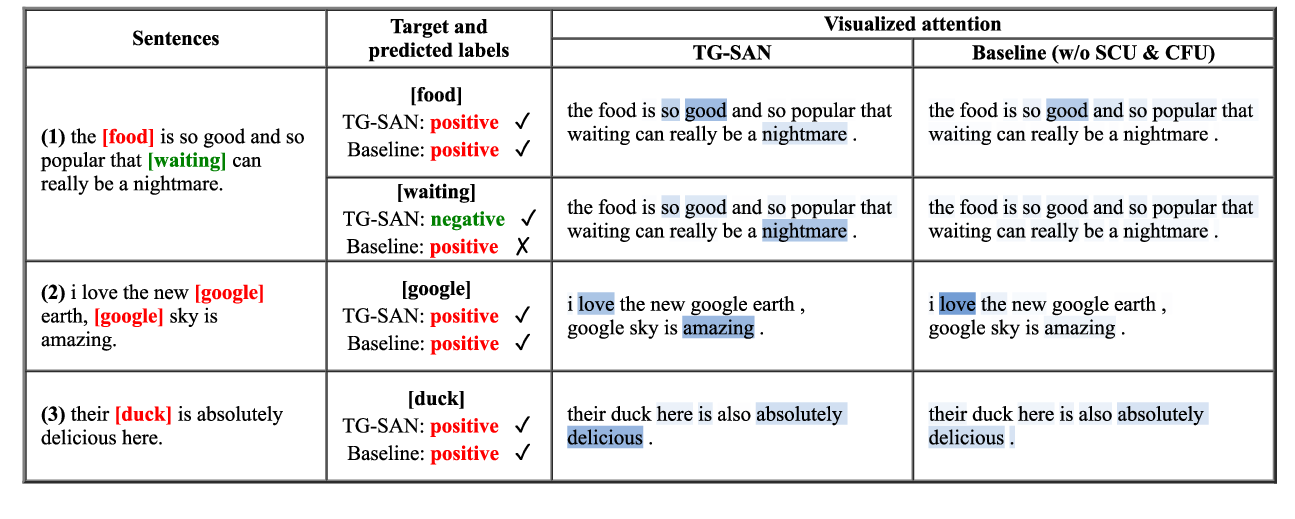 Sentences
Target and
predicted labels
Visualized attention
TG-SAN
Baseline (w/o SCU & CFU)
(1) the [food] is so good and so
popular that [waiting] can
really be a nightmare.
[food]
TG-SAN: positive ✓
Baseline: positive ✓
the food is so good and so popular that
waiting can really be a nightmare .
the food is so good and so popular that
waiting can really be a nightmare .
[waiting]
TG-SAN: negative ✓
Baseline: positive ✗
the food is so good and so popular that
waiting can really be a nightmare .
the food is so good and so popular that
waiting can really be a nightmare .
(2) i love the new [google]
earth, [google] sky is
amazing.
[google]
TG-SAN: positive ✓
Baseline: positive ✓
i love the new google earth ,
google sky is amazing .
i love the new google earth ,
google sky is amazing .
(3) their [duck] is absolutely
delicious here.
[duck]
TG-SAN: positive ✓
Baseline: positive ✓
their duck here is also absolutely
delicious .
their duck here is also absolutely
delicious .